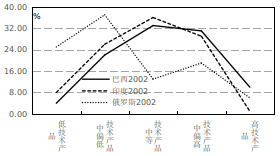 40.00
%
32.00
24.00
16.00
8.00
0.00
巴西2002
印度2002
俄罗斯2002
低技术产品
中偏低技术产品
中等技术产品
中偏高技术产品
高技术产品